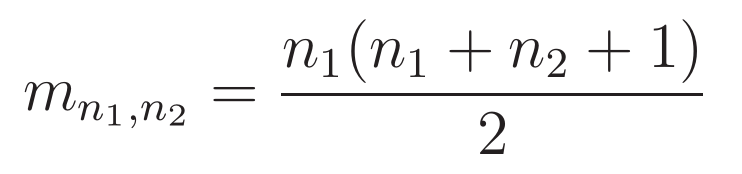 m_{n_1,n_2} = \frac{n_1(n_1 + n_2 + 1)}{2}